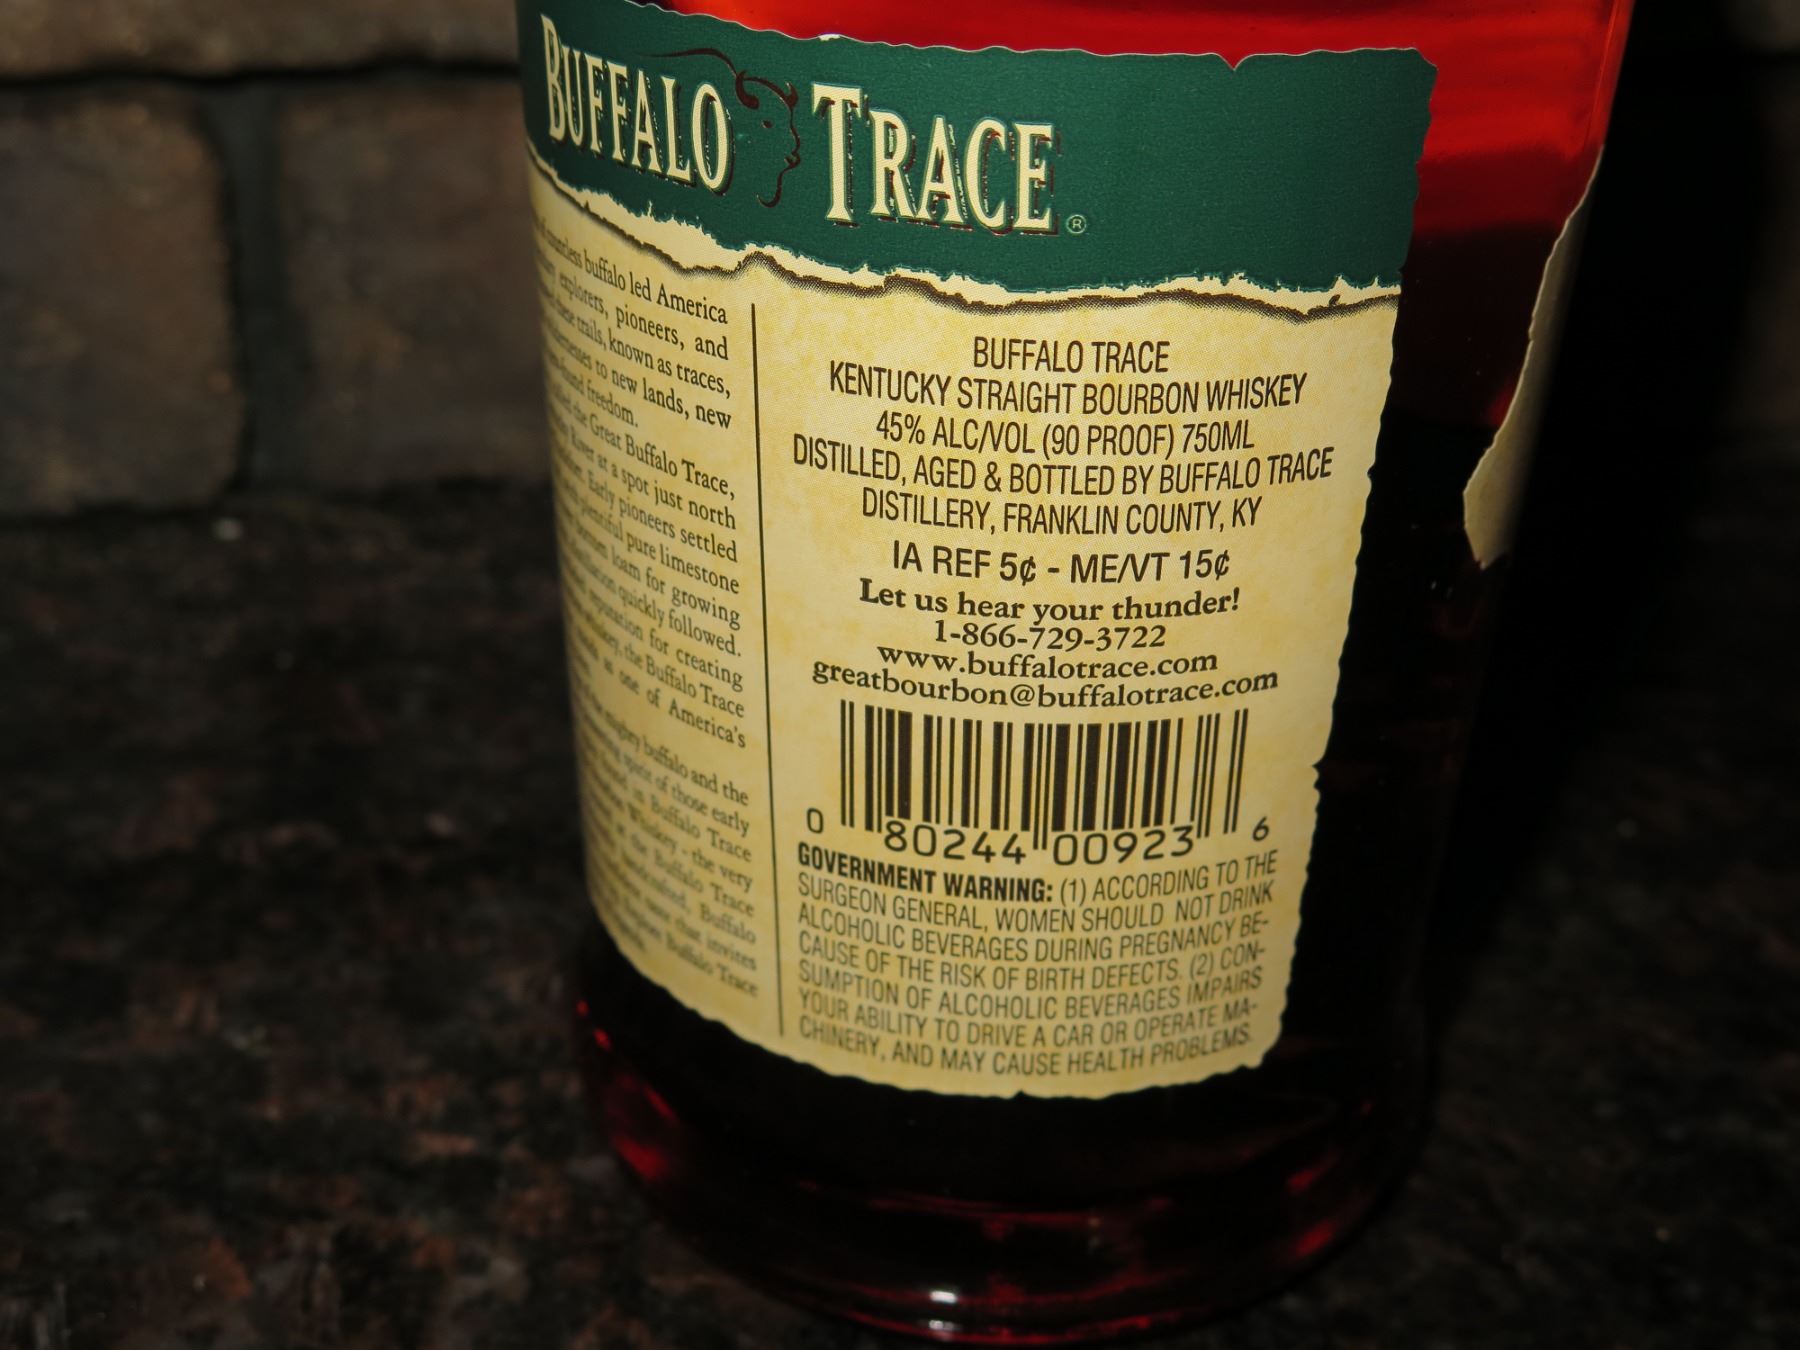 BUFFALO TRACE ®
buffalo led America
explorers, pioneers, and
these trails, known as traces,
to new lands, new
freedom.
the Great Buffalo Trace,
River at a spot just north
Early pioneers settled
plentiful pure limestone
bottom loam for growing
quickly followed.
reputation for creating
whiskey, the Buffalo Trace
as one of America's
mighty buffalo and the
spirit of those early
in Buffalo Trace
Whiskey - the very
at the Buffalo Trace
Buffalo
that invites
Buffalo Trace
BUFFALO TRACE
KENTUCKY STRAIGHT BOURBON WHISKEY
45% ALC/VOL (90 PROOF) 750ML
DISTILLED, AGED & BOTTLED BY BUFFALO TRACE
DISTILLERY, FRANKLIN COUNTY, KY
IA REF 5¢ - ME/VT 15¢
Let us hear your thunder!
1-866-729-3722
www.buffalotrace.com
greatbourbon@buffalotrace.com
0 80244 00923 6
GOVERNMENT WARNING: (1) ACCORDING TO THE
SURGEON GENERAL, WOMEN SHOULD NOT DRINK
ALCOHOLIC BEVERAGES DURING PREGNANCY BE-
CAUSE OF THE RISK OF BIRTH DEFECTS. (2) CON-
SUMPTION OF ALCOHOLIC BEVERAGES IMPAIRS
YOUR ABILITY TO DRIVE A CAR OR OPERATE MA-
CHINERY, AND MAY CAUSE HEALTH PROBLEMS.